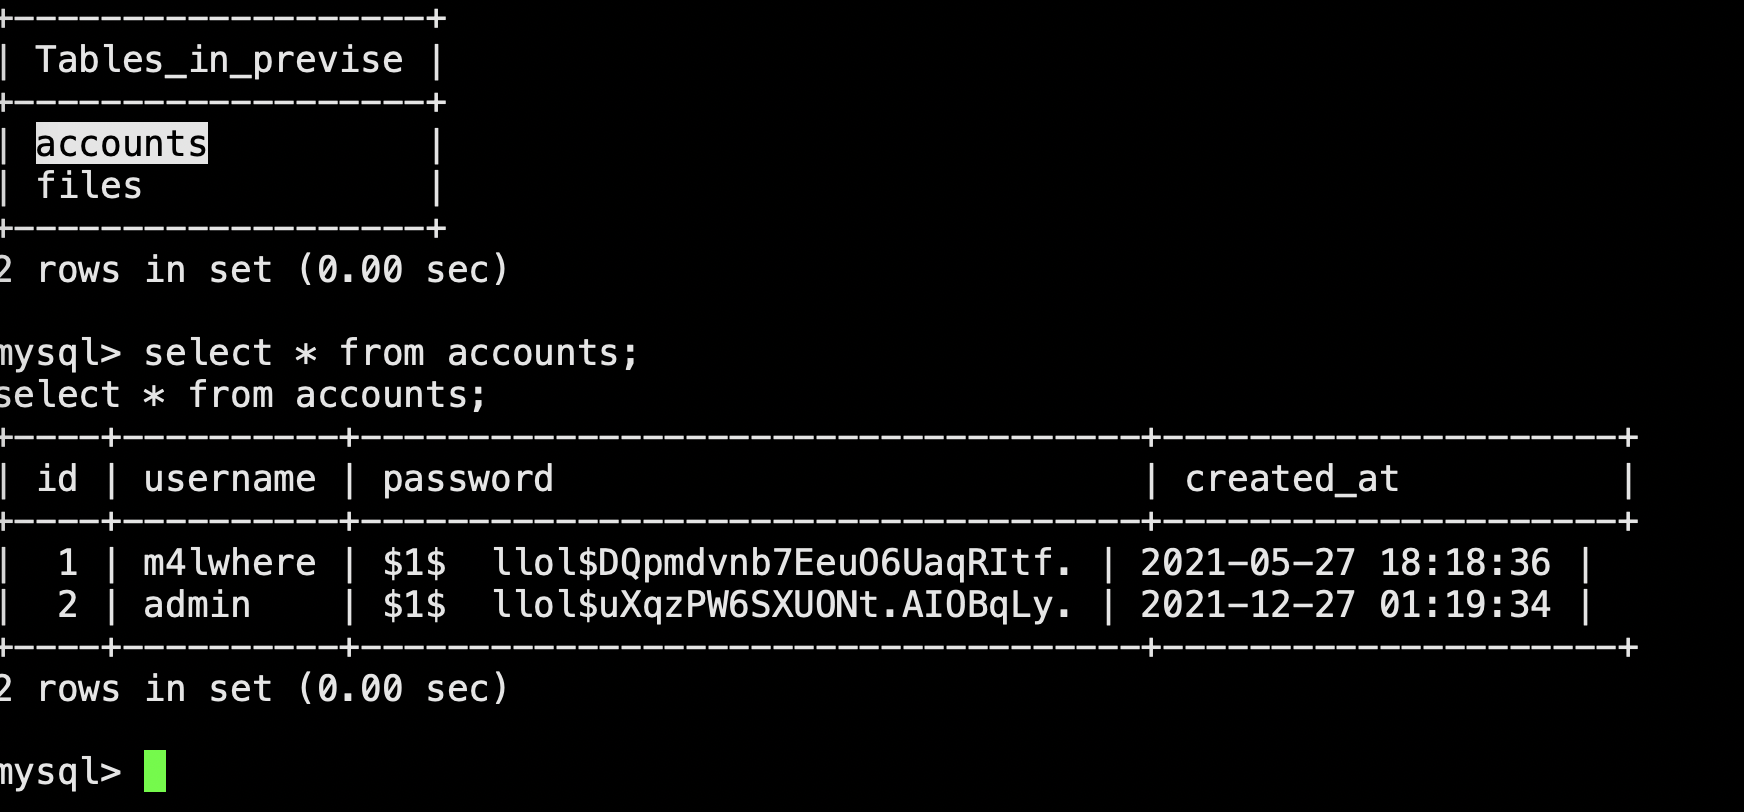 +-------------------+
| Tables_in_previse |
+-------------------+
| accounts          |
| files             |
+-------------------+
2 rows in set (0.00 sec)

mysql> select * from accounts;
select * from accounts;
+----+----------+------------------------------------+---------------------+
| id | username | password                           | created_at          |
+----+----------+------------------------------------+---------------------+
|  1 | m4lwhere | $1$  llol$DQpmdvnb7EeuO6UaqRItf. | 2021-05-27 18:18:36 |
|  2 | admin    | $1$  llol$uXqzPW6SXUONt.AIOBqLy. | 2021-12-27 01:19:34 |
+----+----------+------------------------------------+---------------------+
2 rows in set (0.00 sec)

mysql>